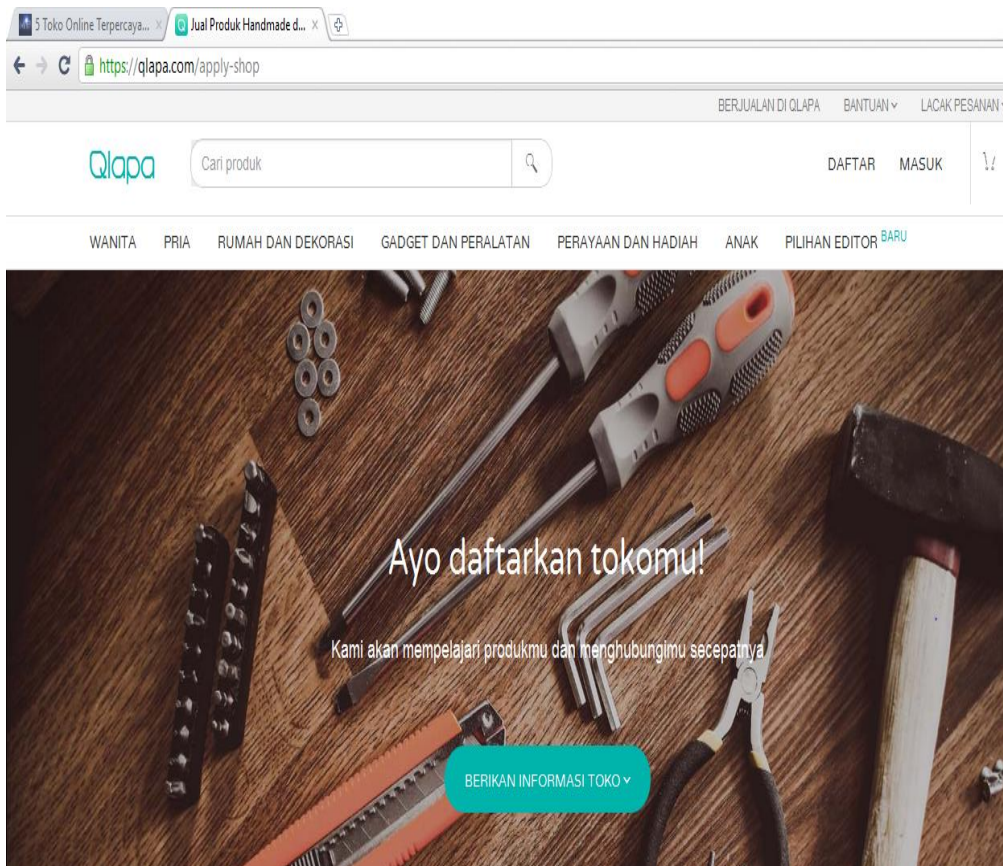 5 Toko Online Terpercaya...
Jual Produk Handmade d...
https://qlapa.com/apply-shop
BERJUALAN DI QLAPA BANTUAN LACAK PESANAN
Qlapa Cari produk DAFTAR MASUK
WANITA PRIA RUMAH DAN DEKORASI GADGET DAN PERALATAN PERAYAAN DAN HADIAH ANAK PILIHAN EDITOR BARU
Ayo daftarkan tokomu!
Kami akan mempelajari produkmu dan menghubungimu secepatnya
BERIKAN INFORMASI TOKO